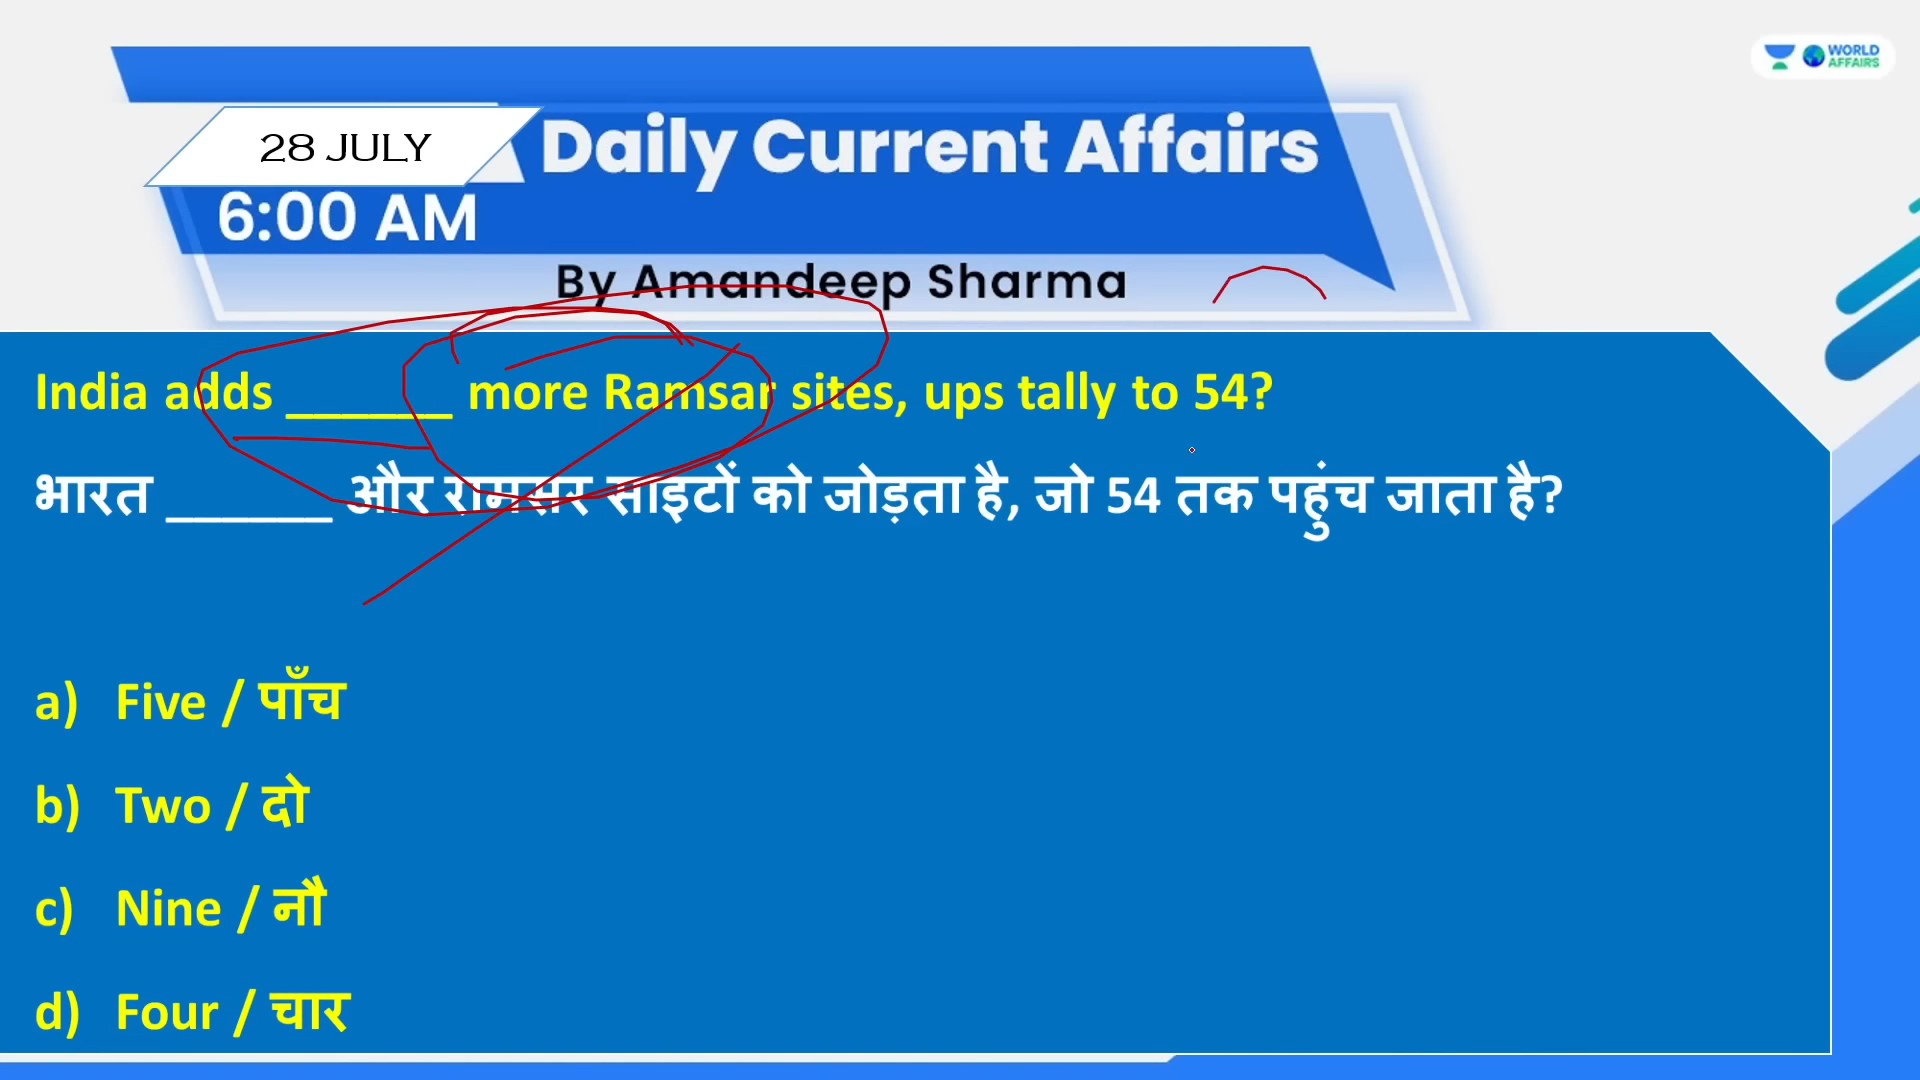 WORLD
AFFAIRS
28 JULY
Daily Current Affairs
6:00 AM
By Amandeep Sharma
India adds ______ more Ramsar sites, ups tally to 54?
भारत ______ और रामसर साइटों को जोड़ता है, जो 54 तक पहुंच जाता है?
a) Five / पाँच
b) Two / दो
c) Nine / नौ
d) Four / चार